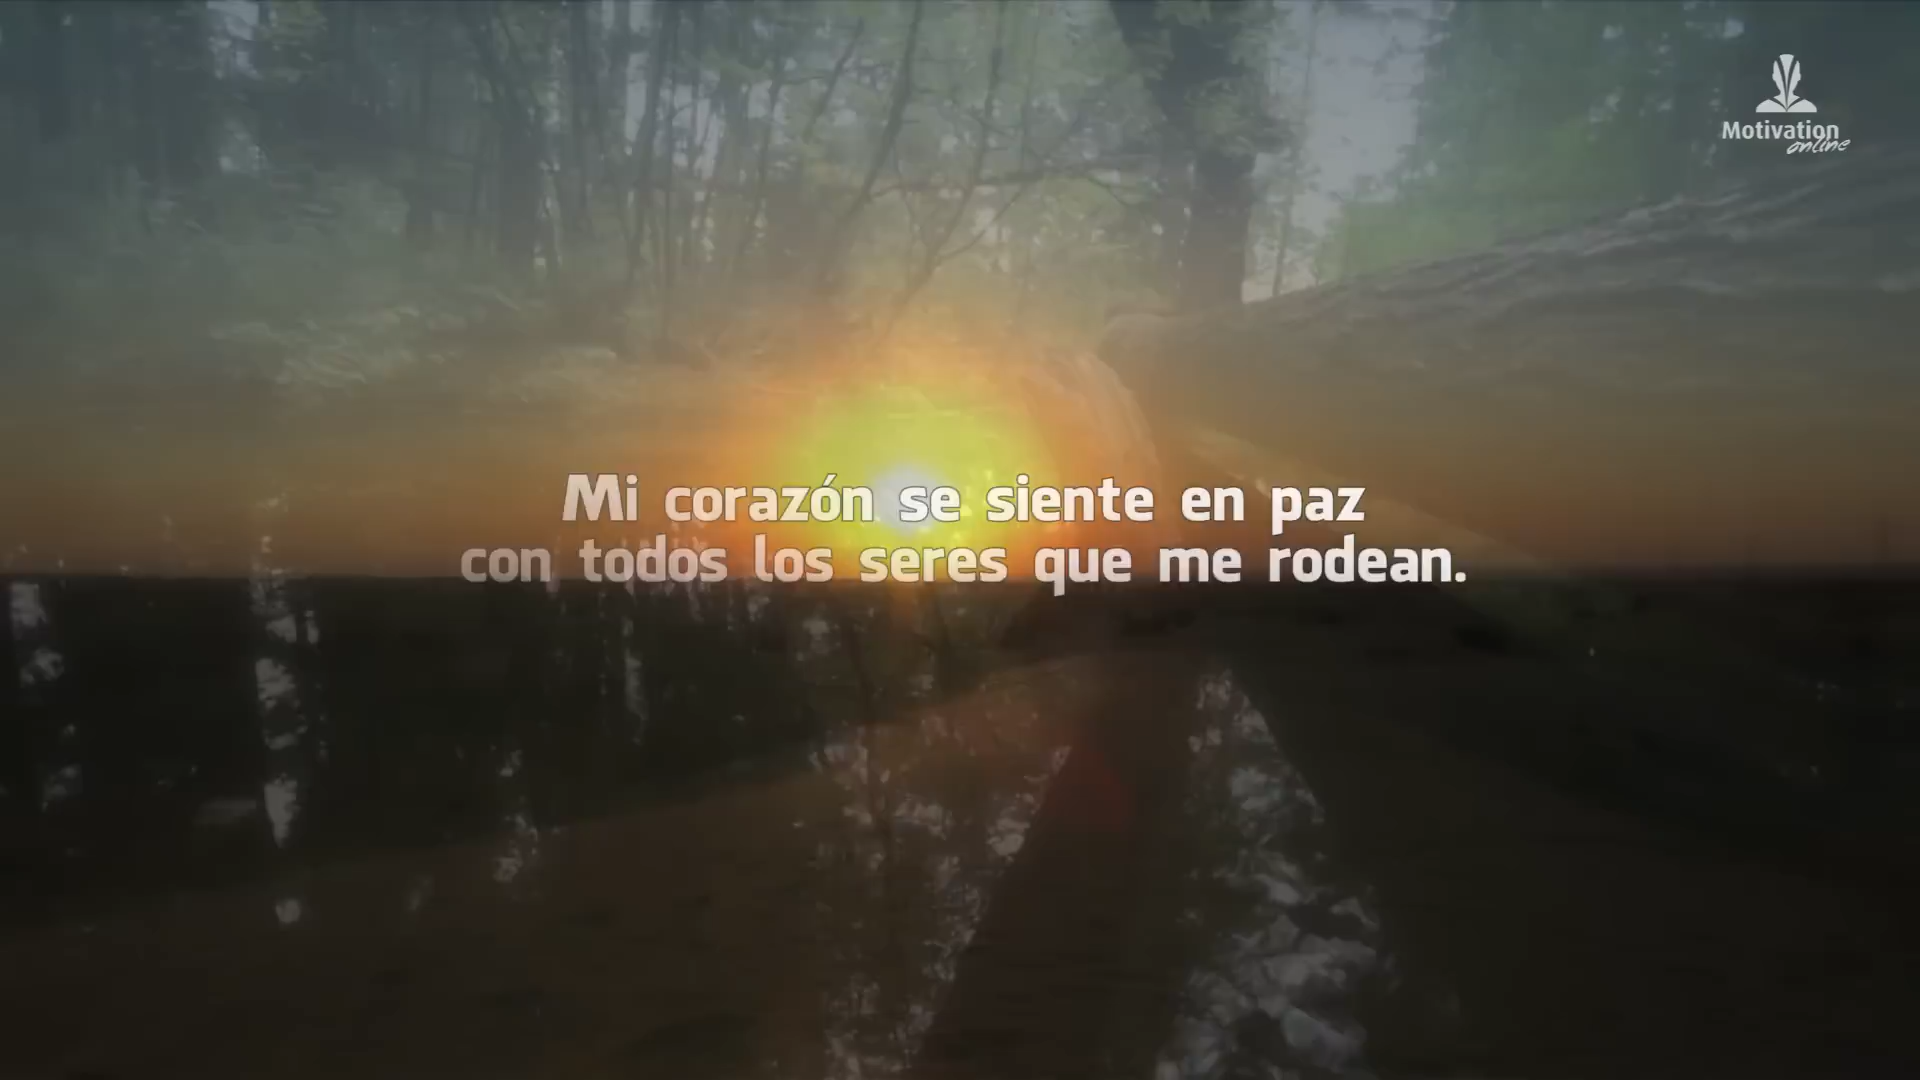 Motivation
online
Mi corazón se siente en paz
con todos los seres que me rodean.